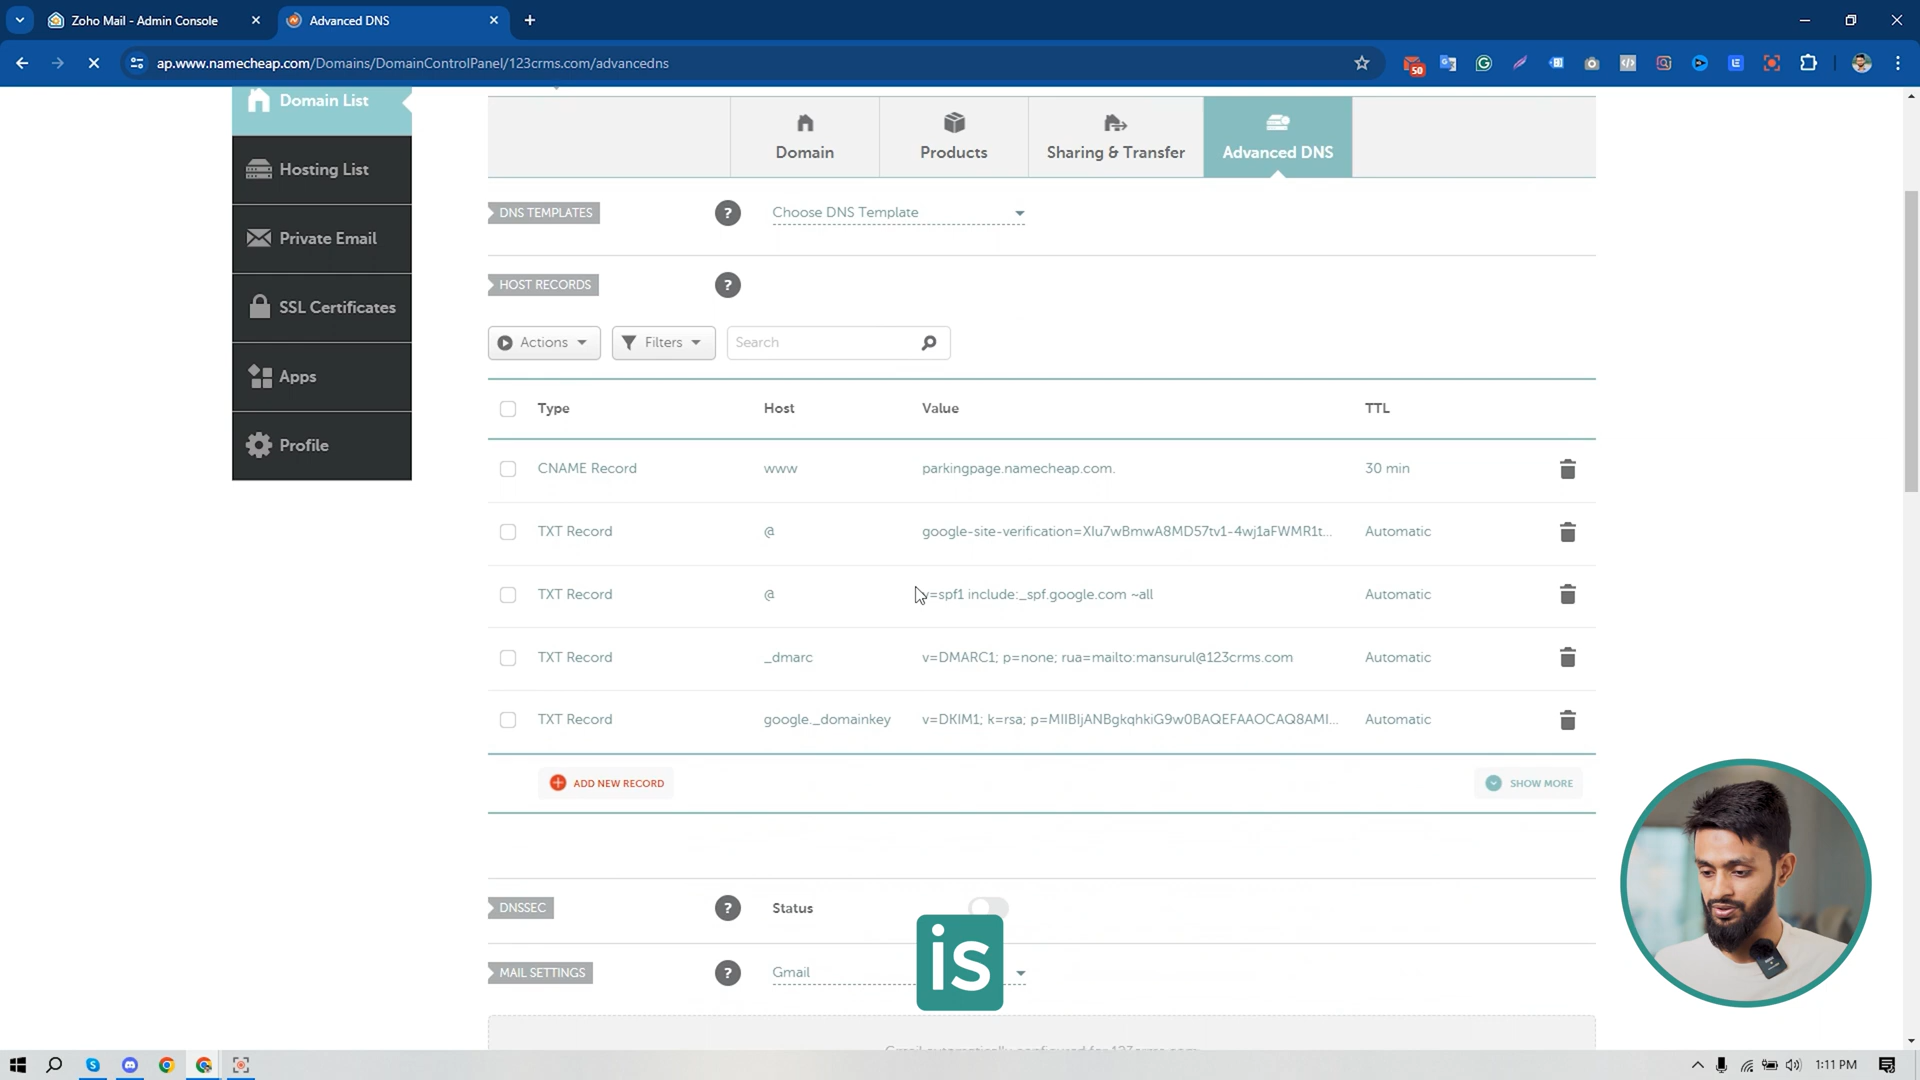 Zoho Mail - Admin Console
Advanced DNS
ap.www.namecheap.com/Domains/DomainControlPanel/123crms.com/advancedns
50
Domain List
Hosting List
Private Email
SSL Certificates
Apps
Profile
Domain
Products
Sharing & Transfer
Advanced DNS
DNS TEMPLATES
?
Choose DNS Template
HOST RECORDS
?
Actions
Filters
Search
Type Host Value TTL
CNAME Record www parkingpage.namecheap.com. 30 min
TXT Record @ google-site-verification=XIu7wBmwA8MD57tv1-4wj1aFWMR1t... Automatic
TXT Record @ v=spf1 include:_spf.google.com ~all Automatic
TXT Record _dmarc v=DMARC1; p=none; rua=mailto:mansurul@123crms.com Automatic
TXT Record google._domainkey v=DKIM1; k=rsa; p=MIIBIjANBgkqhkiG9w0BAQEFAAOCAQ8AMI... Automatic
ADD NEW RECORD
SHOW MORE
DNSSEC
?
Status
is
MAIL SETTINGS
?
Gmail
1:11 PM